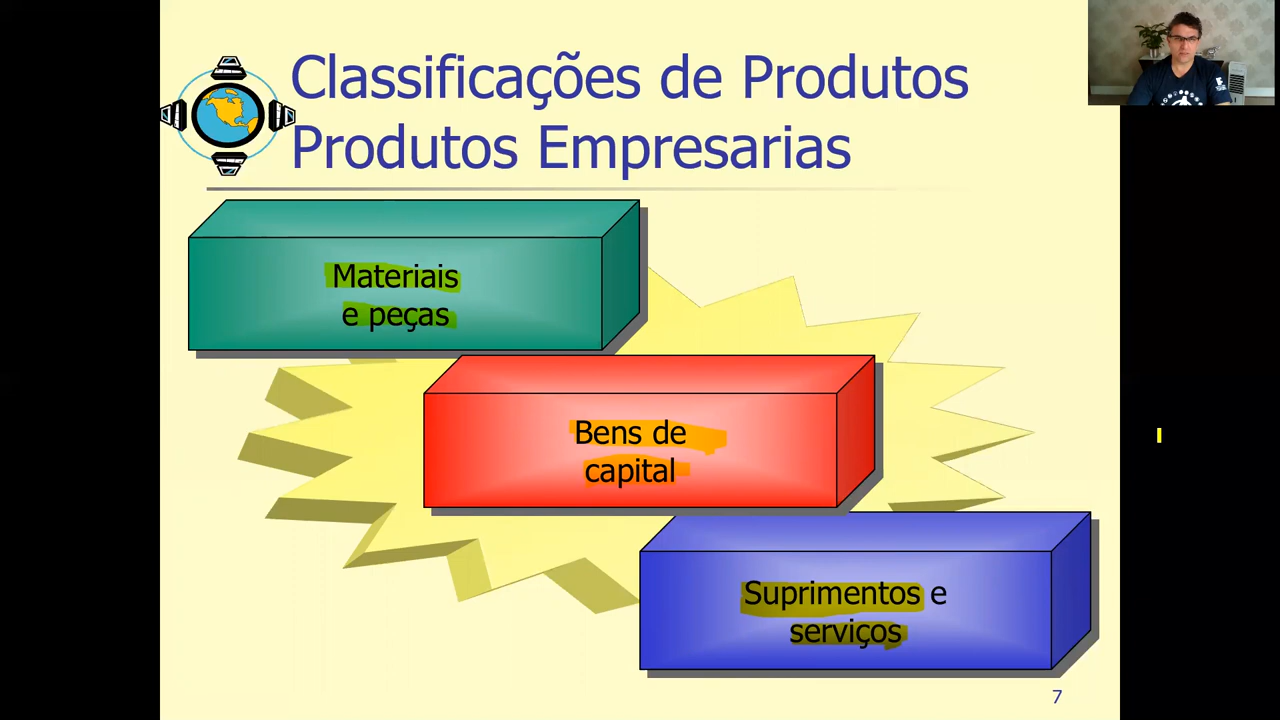 Classificações de Produtos
Produtos Empresarias
Materiais
e peças
Bens de
capital
Suprimentos e
serviços
7